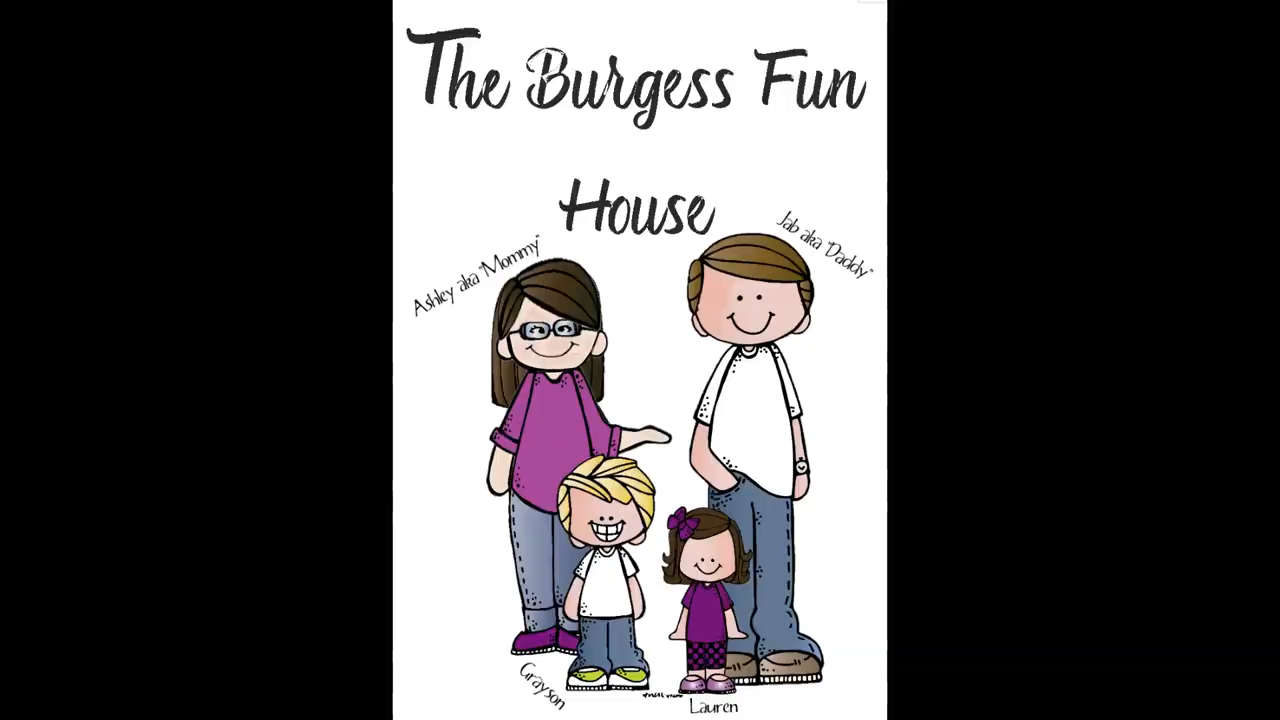 The Burgess Fun
House
Ashley aka "Mommy"
Jab aka "Daddy"
Grayson
Lauren